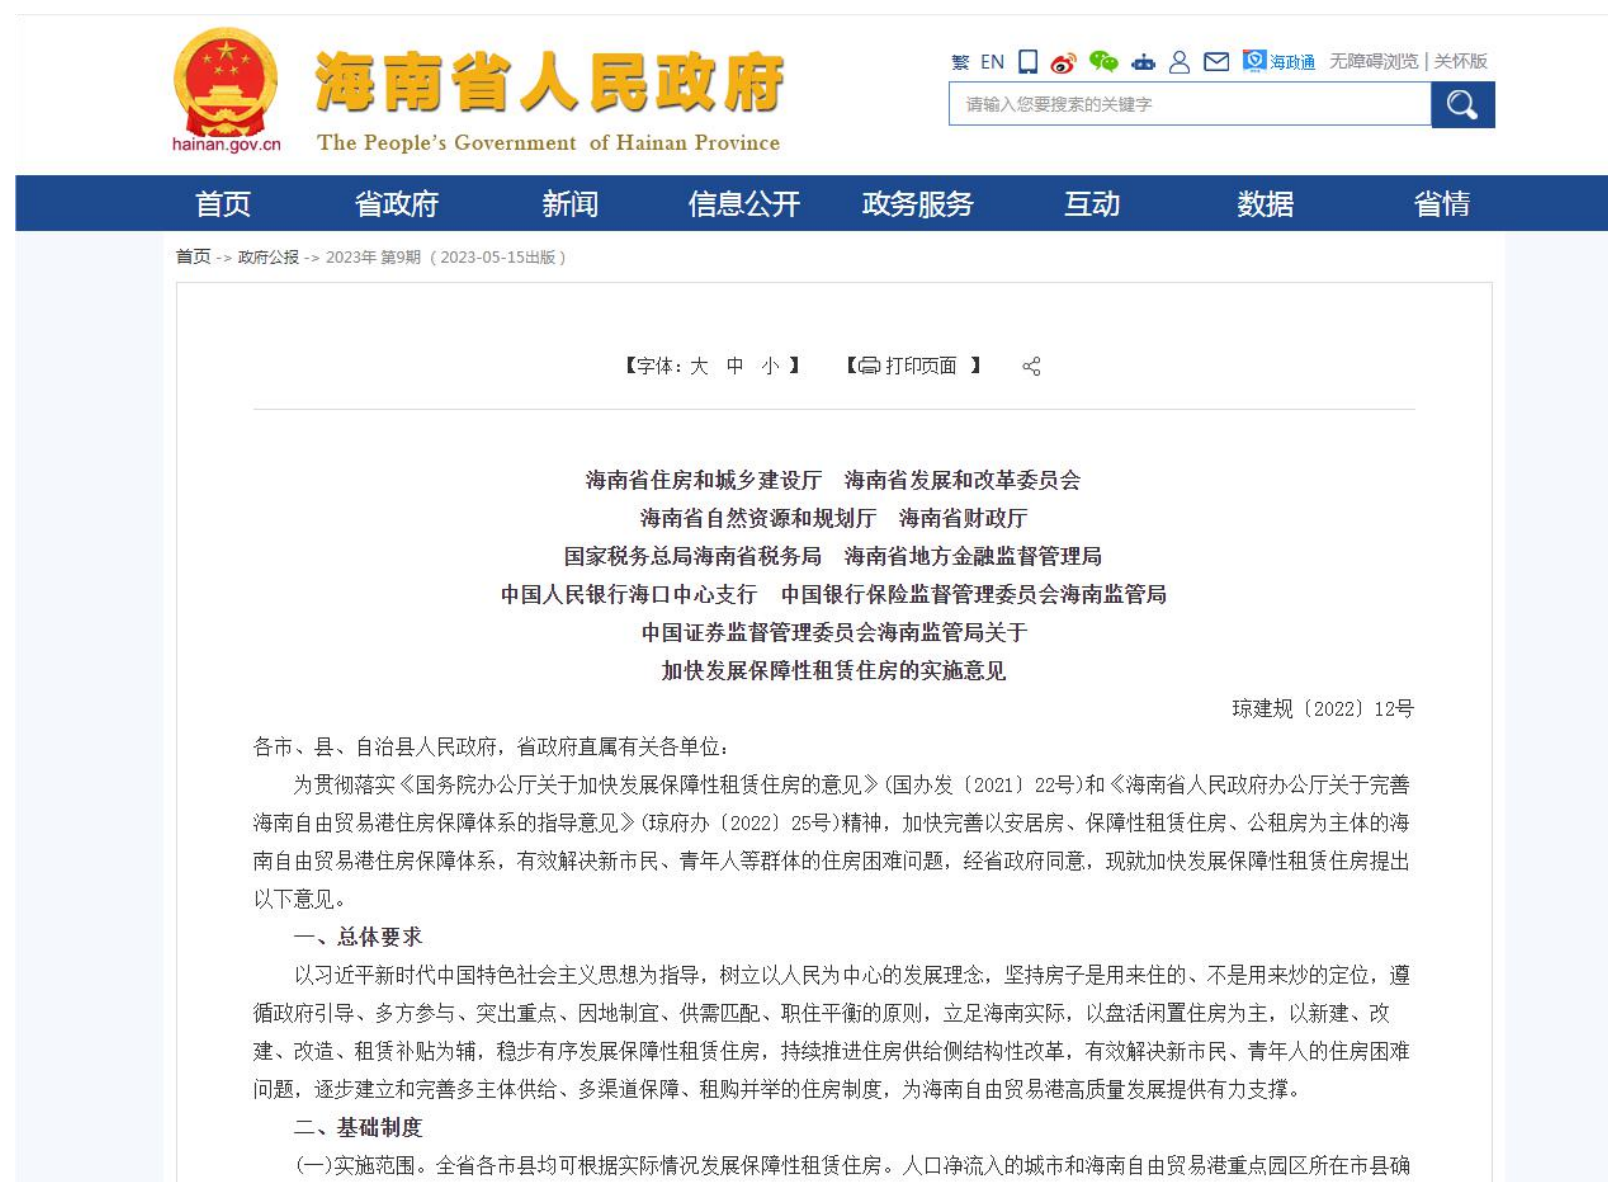 海南省人民政府
The People's Government of Hainan Province
hainan.gov.cn
繁 EN 海政通 无障碍浏览 | 关怀版
请输入您要搜索的关键字
首页 省政府 新闻 信息公开 政务服务 互动 数据 省情
首页 -> 政府公报 -> 2023年 第9期 ( 2023-05-15出版 )
【字体：大 中 小 】 【打印页面 】
海南省住房和城乡建设厅 海南省发展和改革委员会
海南省自然资源和规划厅 海南省财政厅
国家税务总局海南省税务局 海南省地方金融监督管理局
中国人民银行海口中心支行 中国银行保险监督管理委员会海南监管局
中国证券监督管理委员会海南监管局关于
加快发展保障性租赁住房的实施意见
琼建规〔2022〕12号
各市、县、自治县人民政府，省政府直属有关各单位：
为贯彻落实《国务院办公厅关于加快发展保障性租赁住房的意见》(国办发〔2021〕22号)和《海南省人民政府办公厅关于完善
海南自由贸易港住房保障体系的指导意见》(琼府办〔2022〕25号)精神，加快完善以安居房、保障性租赁住房、公租房为主体的海
南自由贸易港住房保障体系，有效解决新市民、青年人等群体的住房困难问题，经省政府同意，现就加快发展保障性租赁住房提出
以下意见。
一、总体要求
以习近平新时代中国特色社会主义思想为指导，树立以人民为中心的发展理念，坚持房子是用来住的、不是用来炒的定位，遵
循政府引导、多方参与、突出重点、因地制宜、供需匹配、职住平衡的原则，立足海南实际，以盘活闲置住房为主，以新建、改
建、改造、租赁补贴为辅，稳步有序发展保障性租赁住房，持续推进住房供给侧结构性改革，有效解决新市民、青年人的住房困难
问题，逐步建立和完善多主体供给、多渠道保障、租购并举的住房制度，为海南自由贸易港高质量发展提供有力支撑。
二、基础制度
(一)实施范围。全省各市县均可根据实际情况发展保障性租赁住房。人口净流入的城市和海南自由贸易港重点园区所在市县确